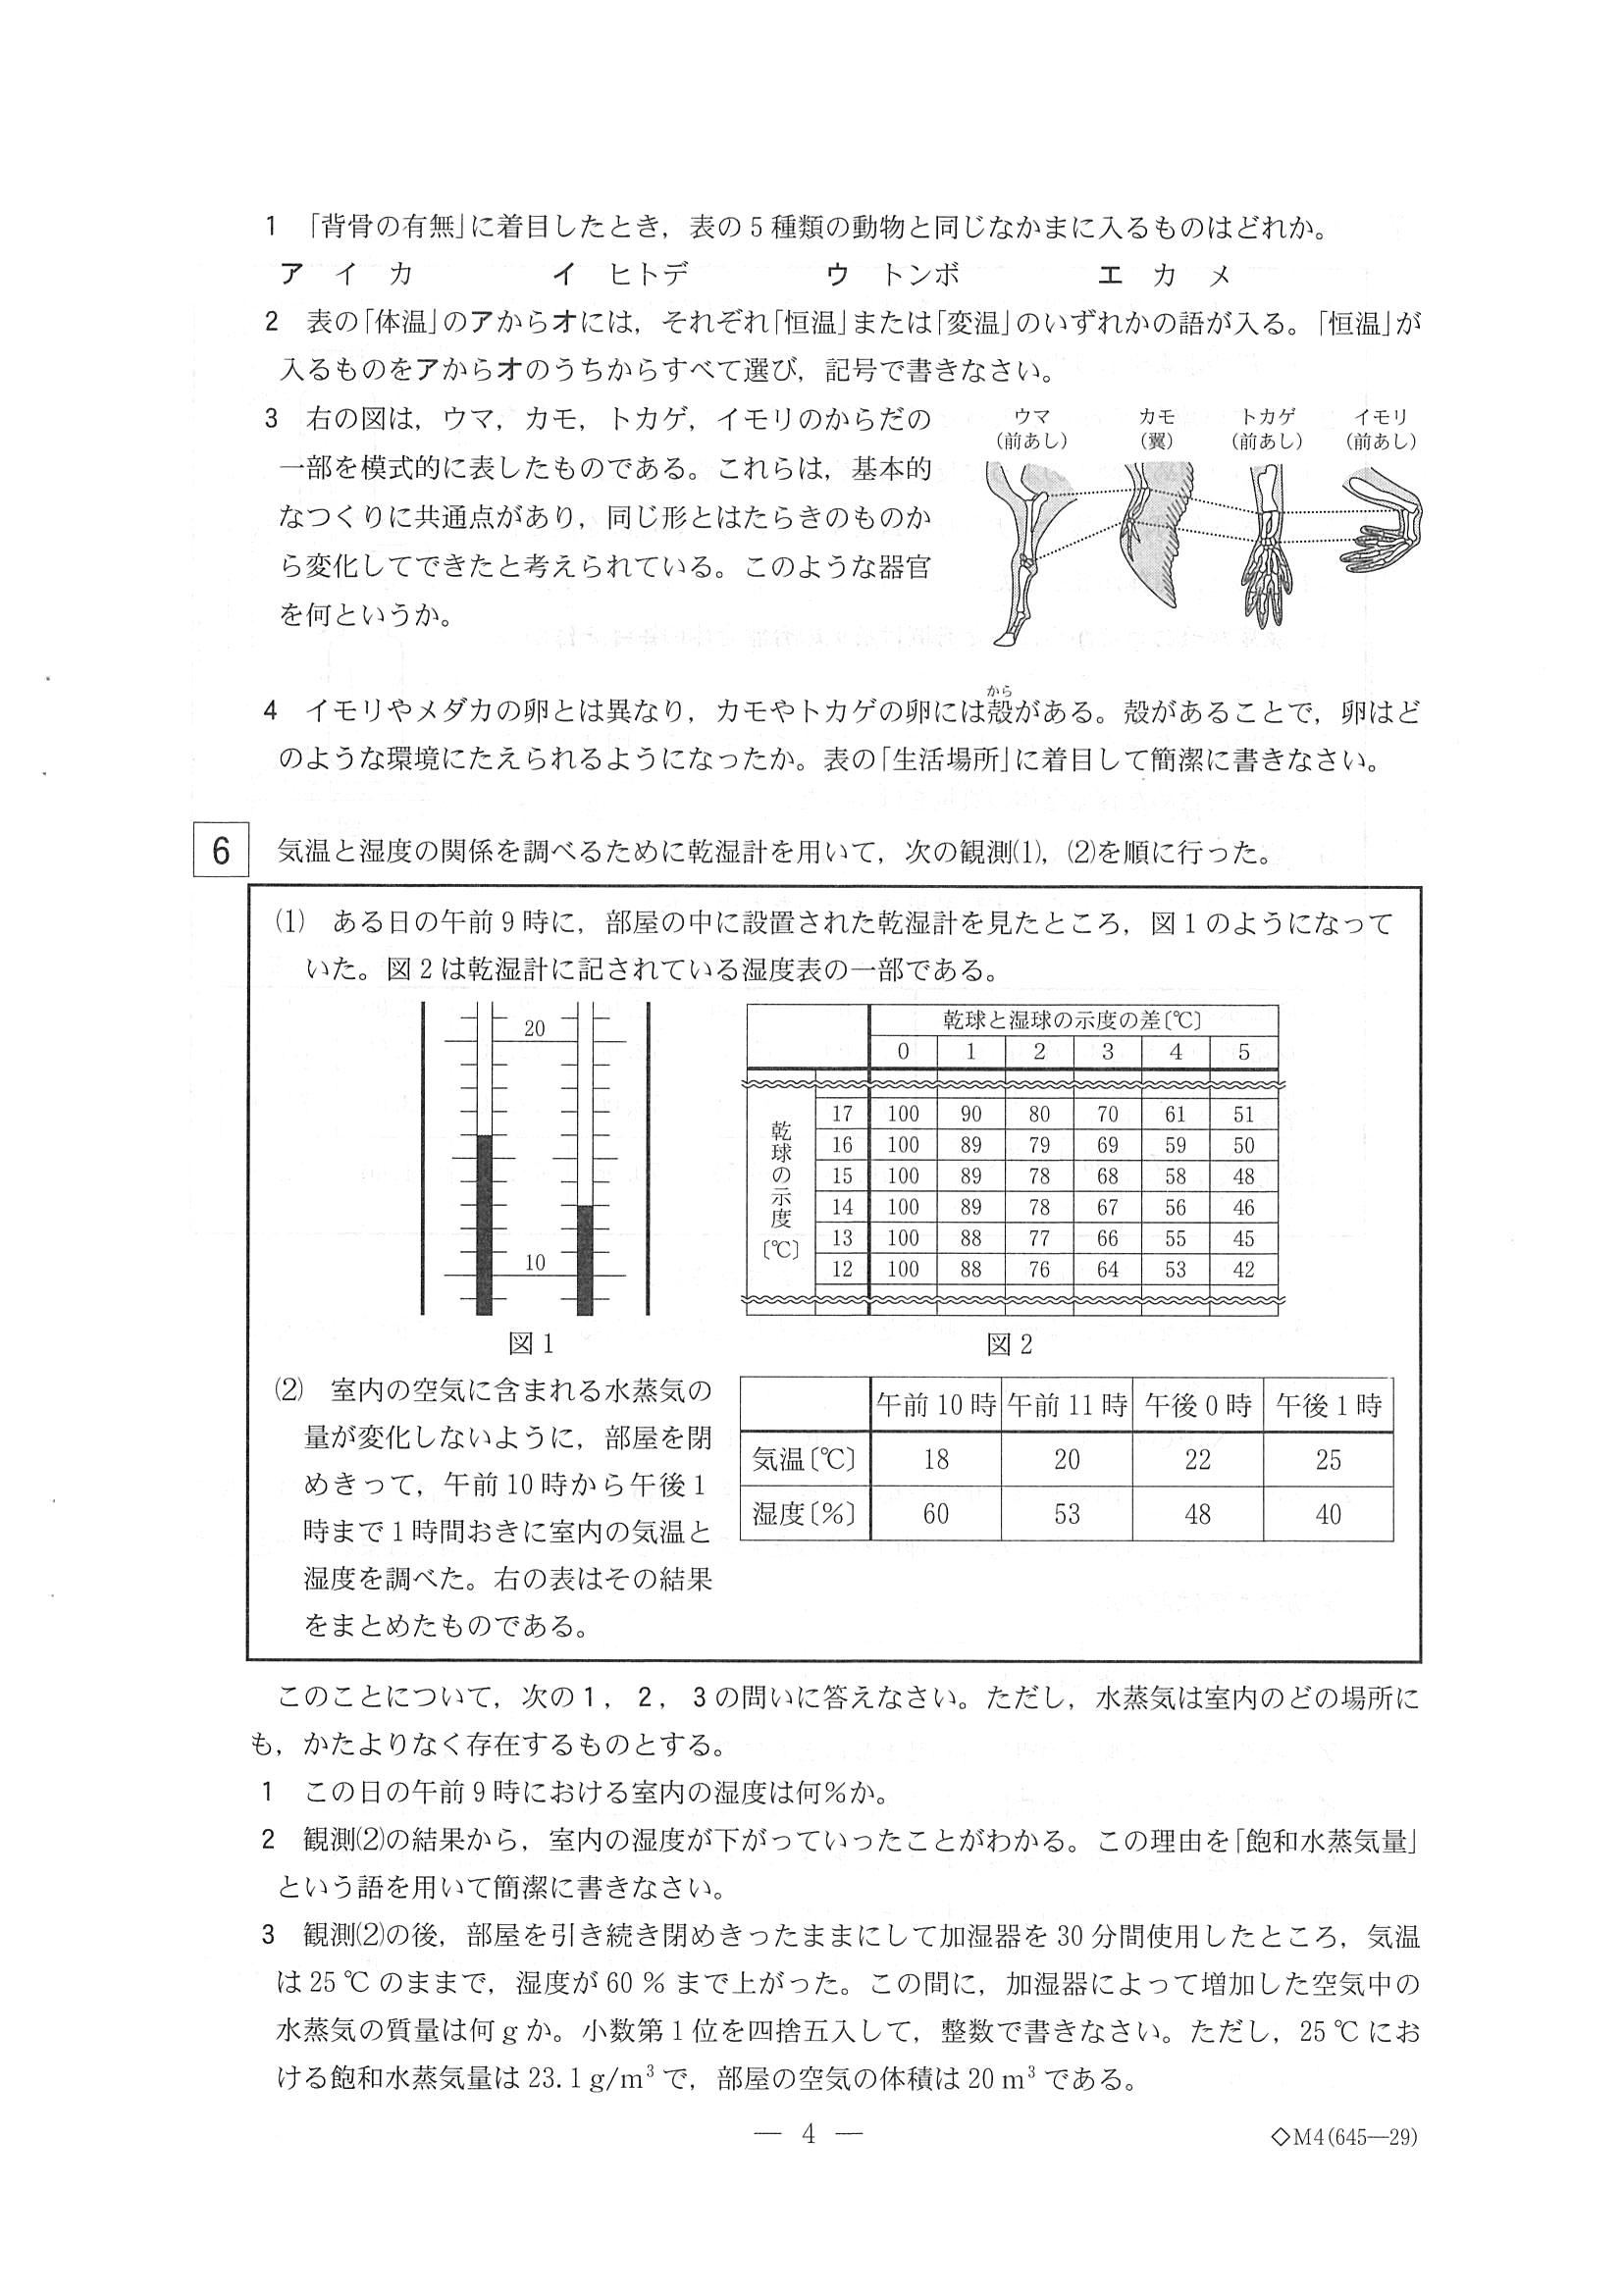 1　「背骨の有無」に着目したとき，表の5種類の動物と同じなかまに入るものはどれか。
ア　イ　カ　　イ　ヒトデ　　ウ　トンボ　　エ　カ　メ
2　表の「体温」のアからオには，それぞれ「恒温」または「変温」のいずれかの語が入る。「恒温」が
入るものをアからオのうちからすべて選び，記号で書きなさい。
3　右の図は，ウマ，カモ，トカゲ，イモリのからだの
一部を模式的に表したものである。これらは，基本的
なつくりに共通点があり，同じ形とはたらきのものか
ら変化してできたと考えられている。このような器官
を何というか。
ウマ　カモ　トカゲ　イモリ
（前あし）　（翼）　（前あし）　（前あし）
から
4　イモリやメダカの卵とは異なり，カモやトカゲの卵には殻がある。殻があることで，卵はど
のような環境にたえられるようになったか。表の「生活場所」に着目して簡潔に書きなさい。
6　気温と湿度の関係を調べるために乾湿計を用いて，次の観測(1)，(2)を順に行った。
(1)　ある日の午前9時に，部屋の中に設置された乾湿計を見たところ，図1のようになって
いた。図2は乾湿計に記されている湿度表の一部である。
20
10
図1
乾球と湿球の示度の差〔℃〕
0　1　2　3　4　5
乾球の示度〔℃〕
17　100　90　80　70　61　51
16　100　89　79　69　59　50
15　100　89　78　68　58　48
14　100　89　78　67　56　46
13　100　88　77　66　55　45
12　100　88　76　64　53　42
図2
(2)　室内の空気に含まれる水蒸気の
量が変化しないように，部屋を閉
めきって，午前10時から午後1
時まで1時間おきに室内の気温と
湿度を調べた。右の表はその結果
をまとめたものである。
午前10時　午前11時　午後0時　午後1時
気温〔℃〕　18　20　22　25
湿度〔％〕　60　53　48　40
このことについて，次の1，2，3の問いに答えなさい。ただし，水蒸気は室内のどの場所に
も，かたよりなく存在するものとする。
1　この日の午前9時における室内の湿度は何％か。
2　観測(2)の結果から，室内の湿度が下がっていったことがわかる。この理由を「飽和水蒸気量」
という語を用いて簡潔に書きなさい。
3　観測(2)の後，部屋を引き続き閉めきったままにして加湿器を30分間使用したところ，気温
は25℃のままで，湿度が60％まで上がった。この間に，加湿器によって増加した空気中の
水蒸気の質量は何gか。小数第1位を四捨五入して，整数で書きなさい。ただし，25℃にお
ける飽和水蒸気量は23.1 g/m³で，部屋の空気の体積は20 m³である。
― 4 ―
◇M4(645―29)